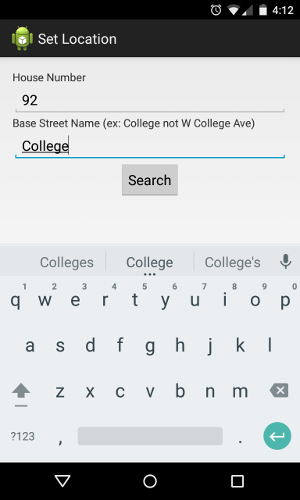 4:12
Set Location
House Number
92
Base Street Name (ex: College not W College Ave)
College
Search
Colleges College College's
1 2 3 4 5 6 7 8 9 0
q w e r t y u i o p
a s d f g h j k l
z x c v b n m
?123 , .